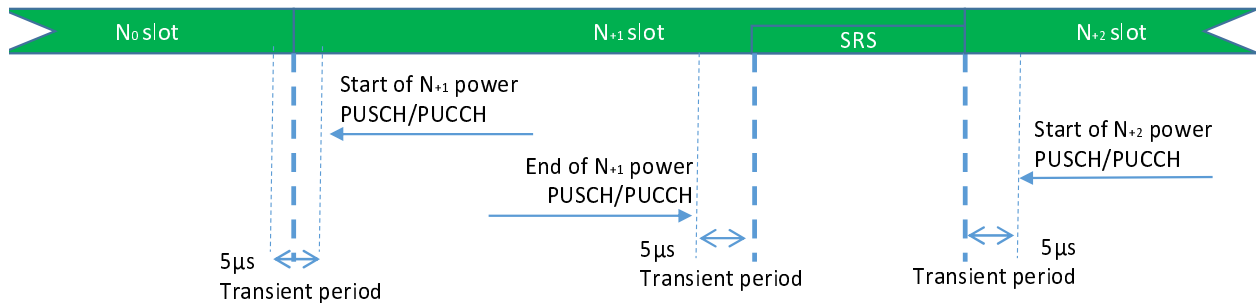 N₀ slot
N₊₁ slot
SRS
N₊₂ slot
Start of N₊₁ power
PUSCH/PUCCH
Start of N₊₂ power
PUSCH/PUCCH
End of N₊₁ power
PUSCH/PUCCH
5µs
Transient period
5µs
Transient period
5µs
Transient period